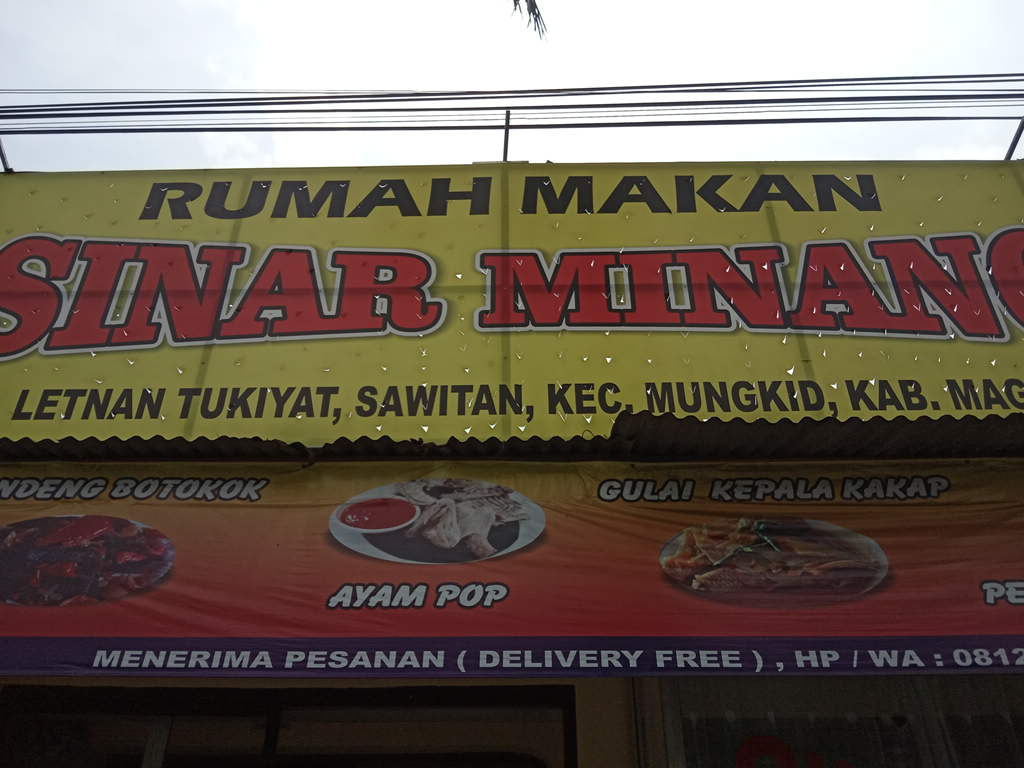 RUMAH MAKAN
SINAR MINANG
LETNAN TUKIYAT, SAWITAN, KEC. MUNGKID, KAB. MAG
NDENG BOTOKOK
GULAI KEPALA KAKAP
AYAM POP
PE
MENERIMA PESANAN ( DELIVERY FREE ) , HP / WA : 0812